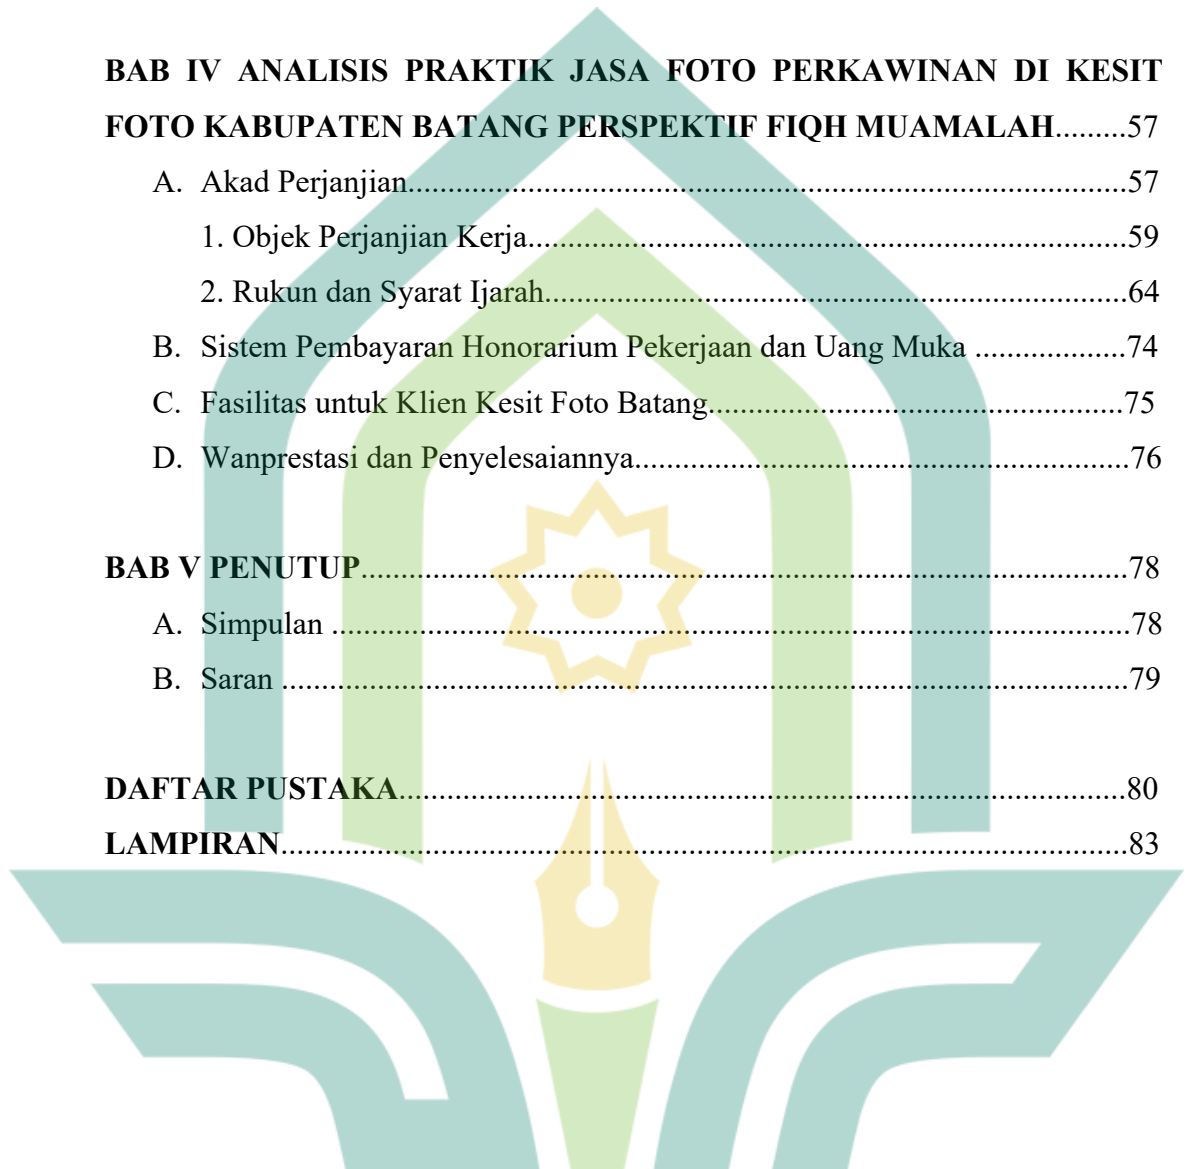 BAB IV ANALISIS PRAKTIK JASA FOTO PERKAWINAN DI KESIT
FOTO KABUPATEN BATANG PERSPEKTIF FIQH MUAMALAH.........57
A. Akad Perjanjian..........................................................................................57
1. Objek Perjanjian Kerja...........................................................................59
2. Rukun dan Syarat Ijarah.........................................................................64
B. Sistem Pembayaran Honorarium Pekerjaan dan Uang Muka ...................74
C. Fasilitas untuk Klien Kesit Foto Batang....................................................75
D. Wanprestasi dan Penyelesaiannya..............................................................76
BAB V PENUTUP................................................................................................78
A. Simpulan ....................................................................................................78
B. Saran ..........................................................................................................79
DAFTAR PUSTAKA...........................................................................................80
LAMPIRAN..........................................................................................................83